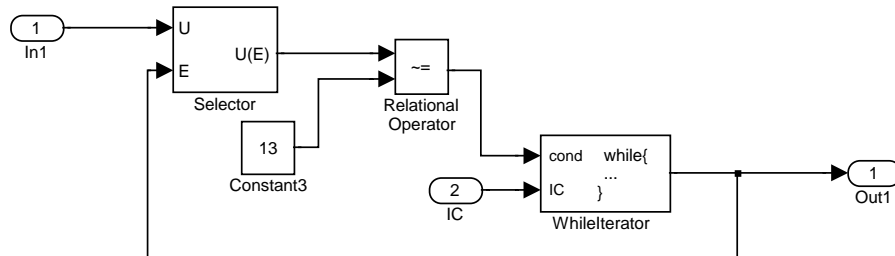 1
In1
U
E
U(E)
Selector
~=
Relational
Operator
13
Constant3
2
IC
cond
IC
while{
...
}
WhileIterator
1
Out1